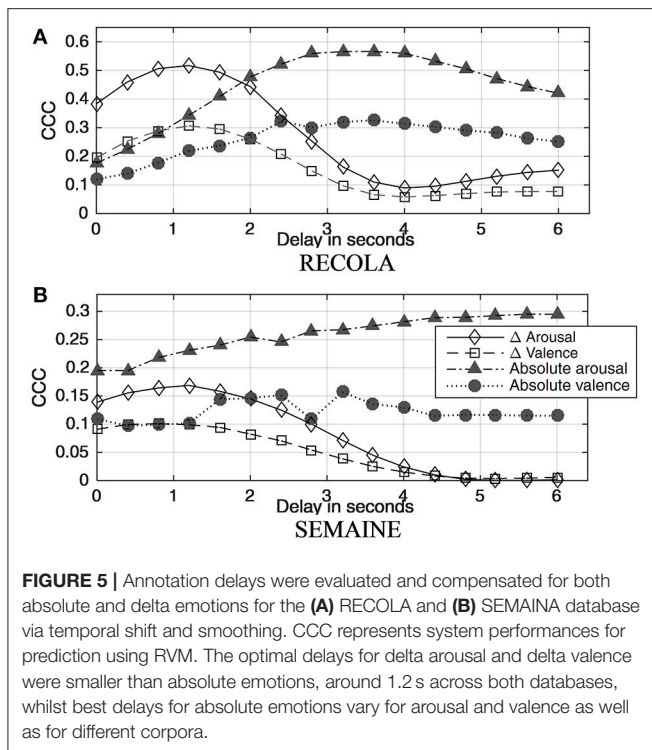 A
0.6
0.5
0.4
0.3
0.2
0.1
0
CCC
0 1 2 3 4 5 6
Delay in seconds
RECOLA
B
0.3
0.25
0.2
0.15
0.1
0.05
0
CCC
Δ Arousal
Δ Valence
Absolute arousal
Absolute valence
0 1 2 3 4 5 6
Delay in seconds
SEMAINE
FIGURE 5 | Annotation delays were evaluated and compensated for both
absolute and delta emotions for the (A) RECOLA and (B) SEMAINA database
via temporal shift and smoothing. CCC represents system performances for
prediction using RVM. The optimal delays for delta arousal and delta valence
were smaller than absolute emotions, around 1.2 s across both databases,
whilst best delays for absolute emotions vary for arousal and valence as well
as for different corpora.